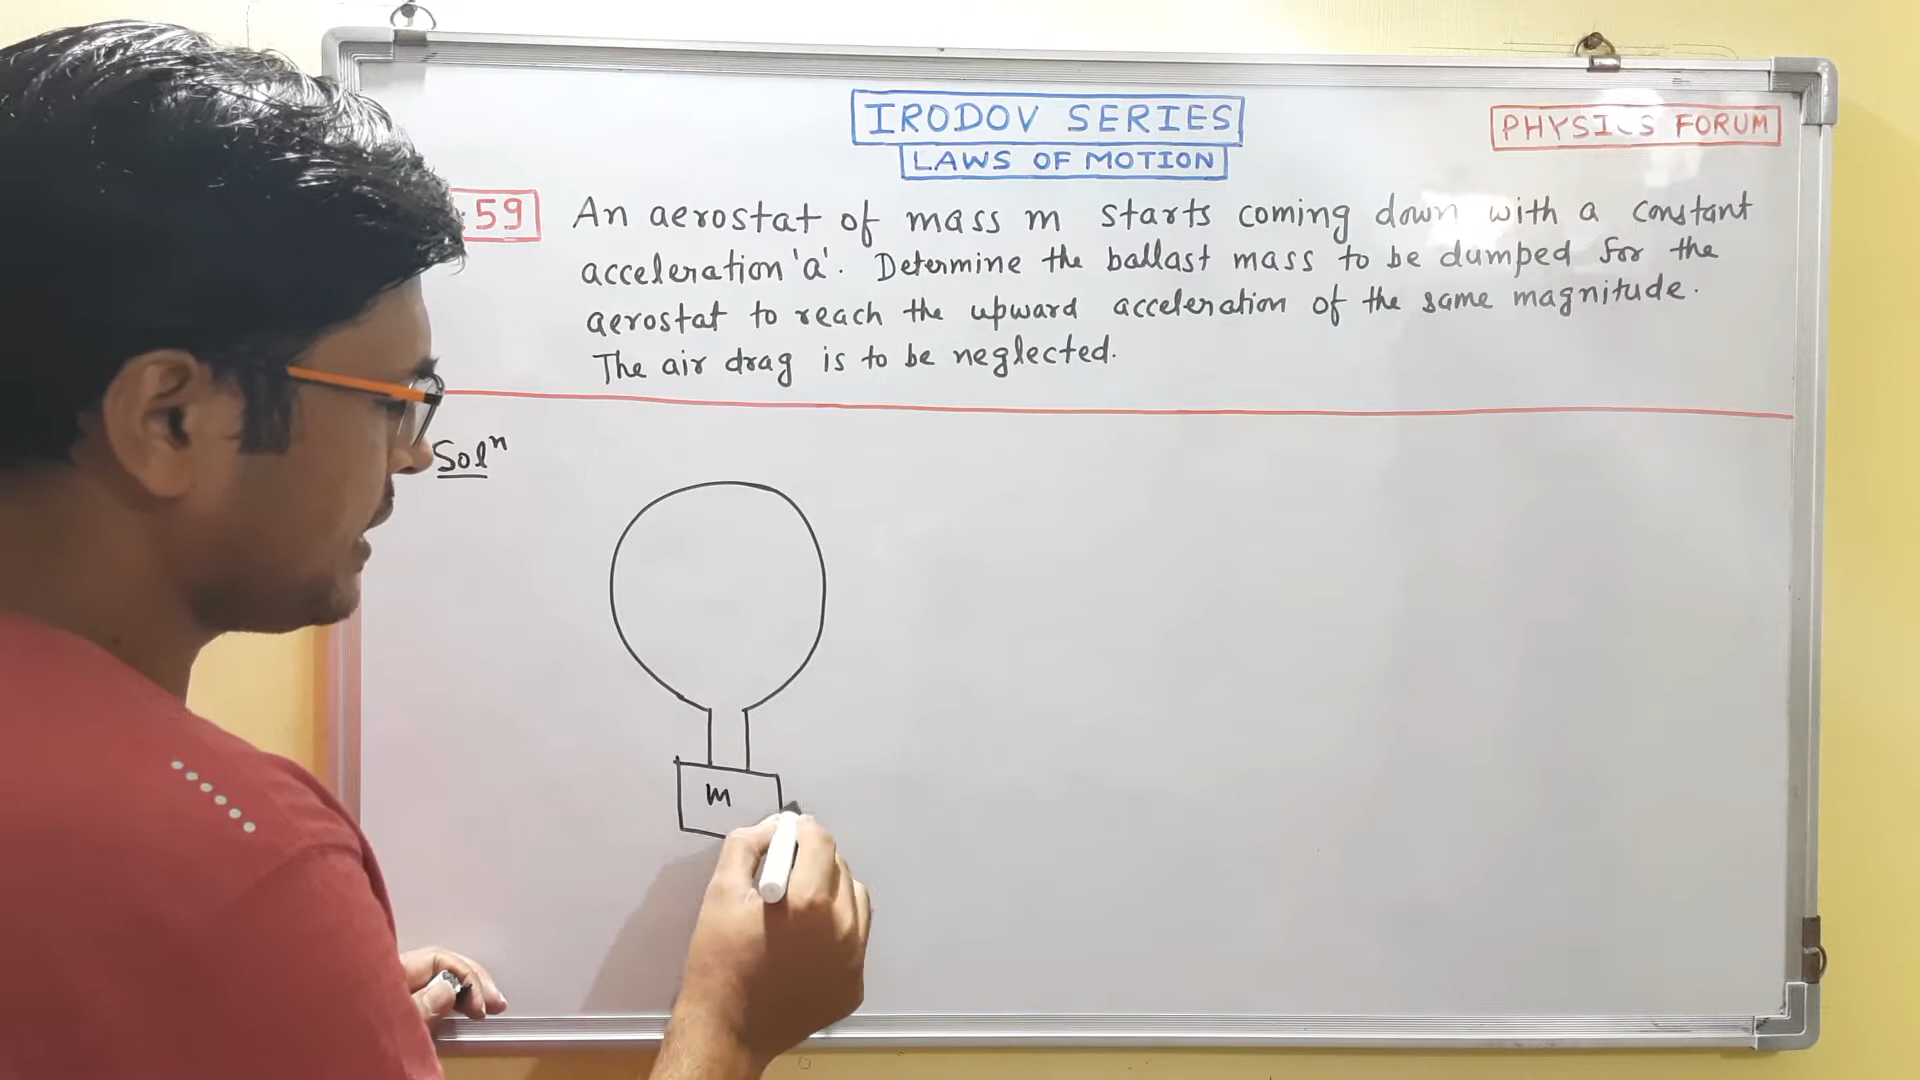 IRODOV SERIES
PHYSICS FORUM
LAWS OF MOTION
:59 An aerostat of mass m starts coming down with a constant
acceleration 'a'. Determine the ballast mass to be dumped for the
aerostat to reach the upward acceleration of the same magnitude.
The air drag is to be neglected.
Solⁿ
m